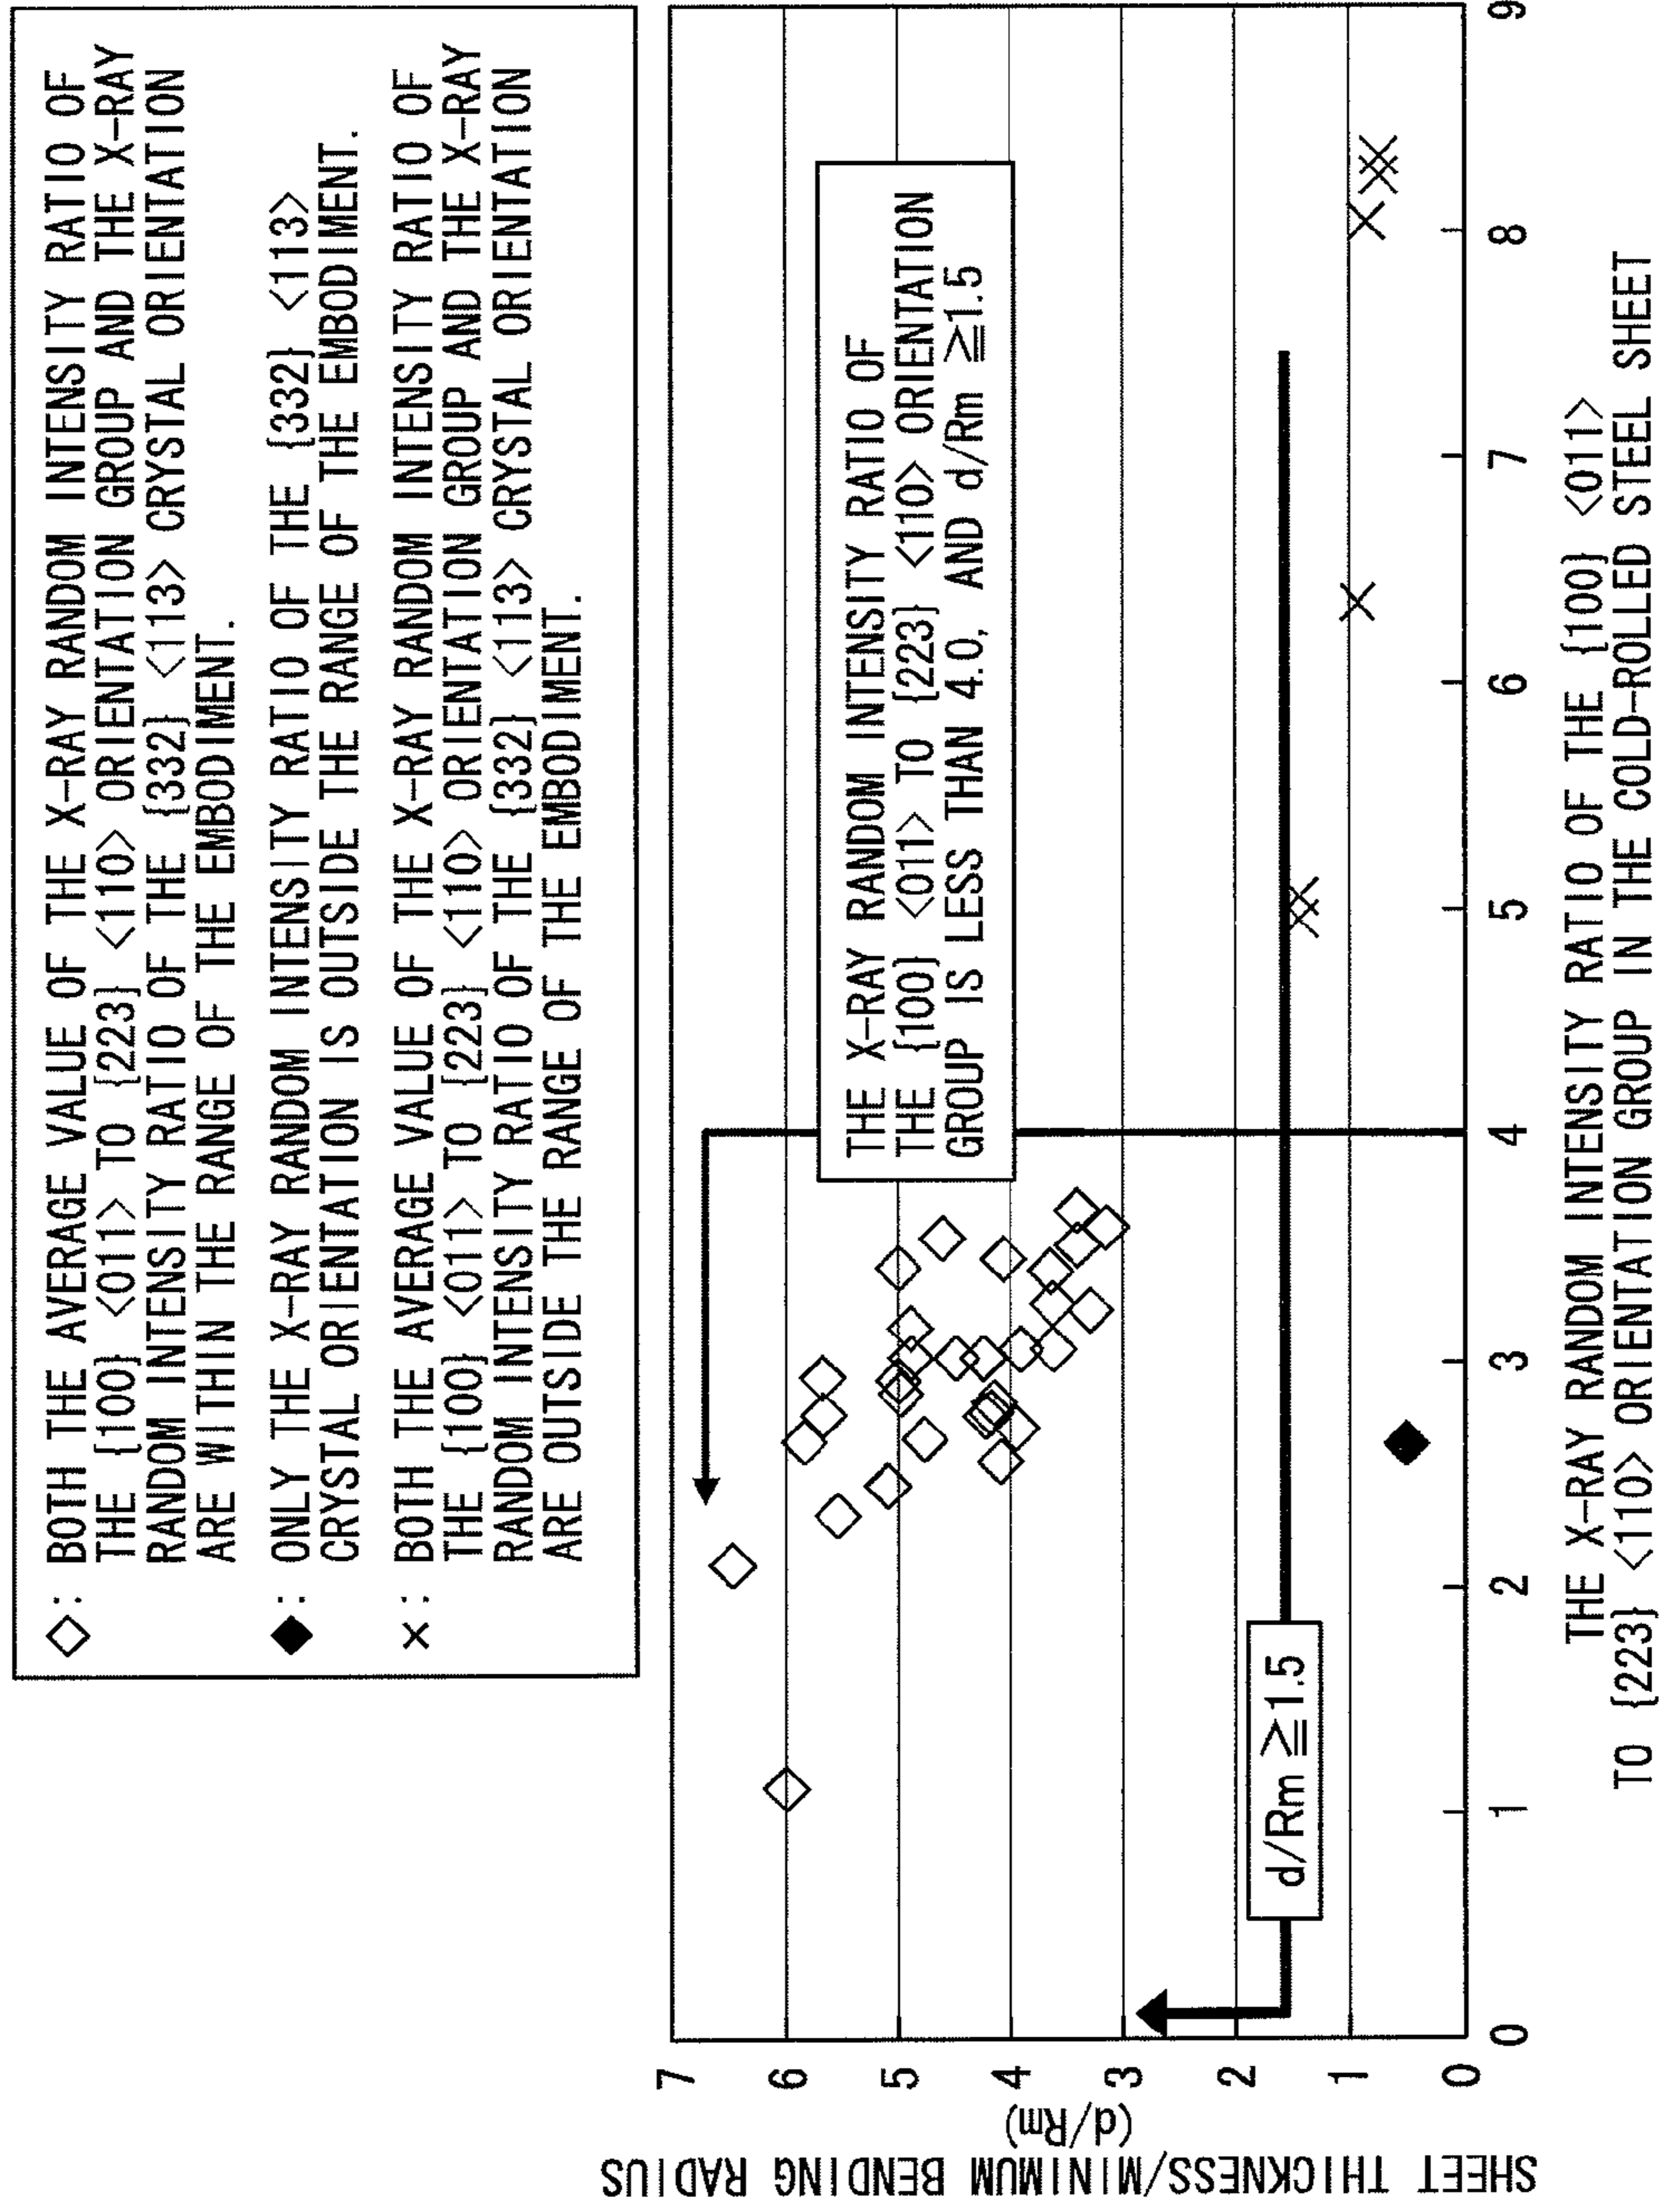 ◇: BOTH THE AVERAGE VALUE OF THE X-RAY RANDOM INTENSITY RATIO OF
THE {100} <011> TO {223} <110> ORIENTATION GROUP AND THE X-RAY
RANDOM INTENSITY RATIO OF THE {332} <113> CRYSTAL ORIENTATION
ARE WITHIN THE RANGE OF THE EMBODIMENT.
◆: ONLY THE X-RAY RANDOM INTENSITY RATIO OF THE {332} <113>
CRYSTAL ORIENTATION IS OUTSIDE THE RANGE OF THE EMBODIMENT.
×: BOTH THE AVERAGE VALUE OF THE X-RAY RANDOM INTENSITY RATIO OF
THE {100} <011> TO {223} <110> ORIENTATION GROUP AND THE X-RAY
RANDOM INTENSITY RATIO OF THE {332} <113> CRYSTAL ORIENTATION
ARE OUTSIDE THE RANGE OF THE EMBODIMENT.
SHEET THICKNESS/MINIMUM BENDING RADIUS
(d/Rm)
7
6
5
4
3
2
1
0
THE X-RAY RANDOM INTENSITY RATIO OF
THE {100} <011> TO {223} <110> ORIENTATION
GROUP IS LESS THAN 4.0, AND d/Rm ≧1.5
d/Rm ≧1.5
0 1 2 3 4 5 6 7 8 9
THE X-RAY RANDOM INTENSITY RATIO OF THE {100} <011>
TO {223} <110> ORIENTATION GROUP IN THE COLD-ROLLED STEEL SHEET